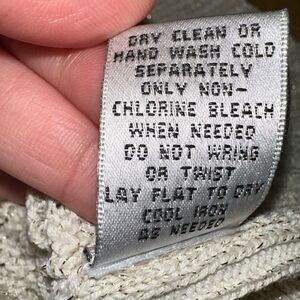 DRY CLEAN OR
HAND WASH COLD
SEPARATELY
ONLY NON-
CHLORINE BLEACH
WHEN NEEDED
DO NOT WRING
OR TWIST
LAY FLAT TO DRY
COOL IRON
AS NEEDED